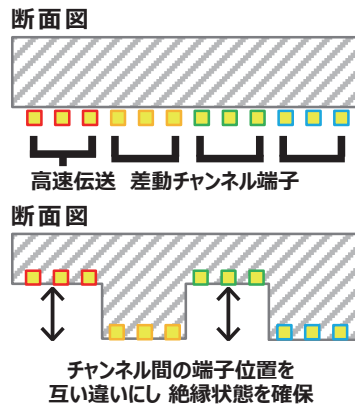 断面図
高速伝送 差動チャンネル端子
断面図
チャンネル間の端子位置を
互い違いにし 絶縁状態を確保